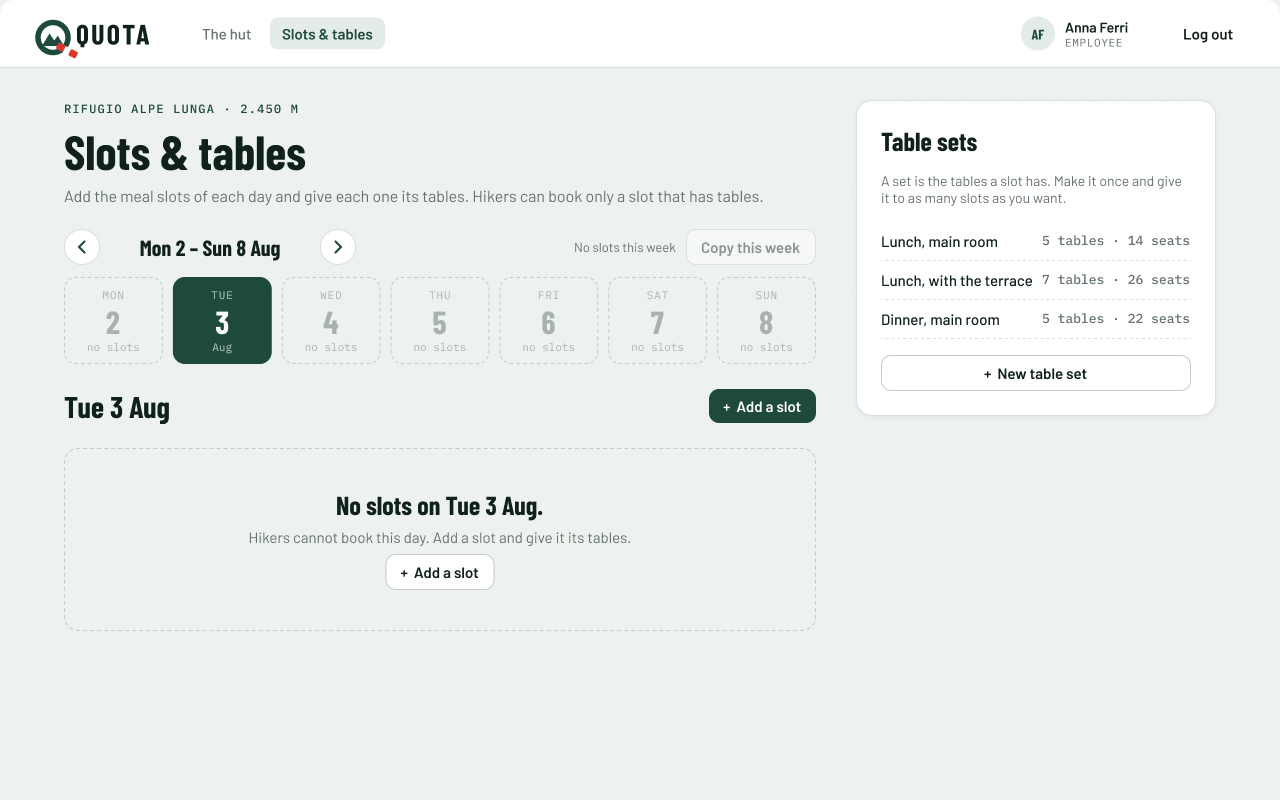 QUOTA
The hut
Slots & tables
AF
Anna Ferri
EMPLOYEE
Log out
RIFUGIO ALPE LUNGA · 2.450 M
Slots & tables
Add the meal slots of each day and give each one its tables. Hikers can book only a slot that has tables.
Mon 2 – Sun 8 Aug
No slots this week
Copy this week
MON
2
no slots
TUE
3
Aug
WED
4
no slots
THU
5
no slots
FRI
6
no slots
SAT
7
no slots
SUN
8
no slots
Tue 3 Aug
+ Add a slot
No slots on Tue 3 Aug.
Hikers cannot book this day. Add a slot and give it its tables.
+ Add a slot
Table sets
A set is the tables a slot has. Make it once and give
it to as many slots as you want.
Lunch, main room 5 tables · 14 seats
Lunch, with the terrace 7 tables · 26 seats
Dinner, main room 5 tables · 22 seats
+ New table set